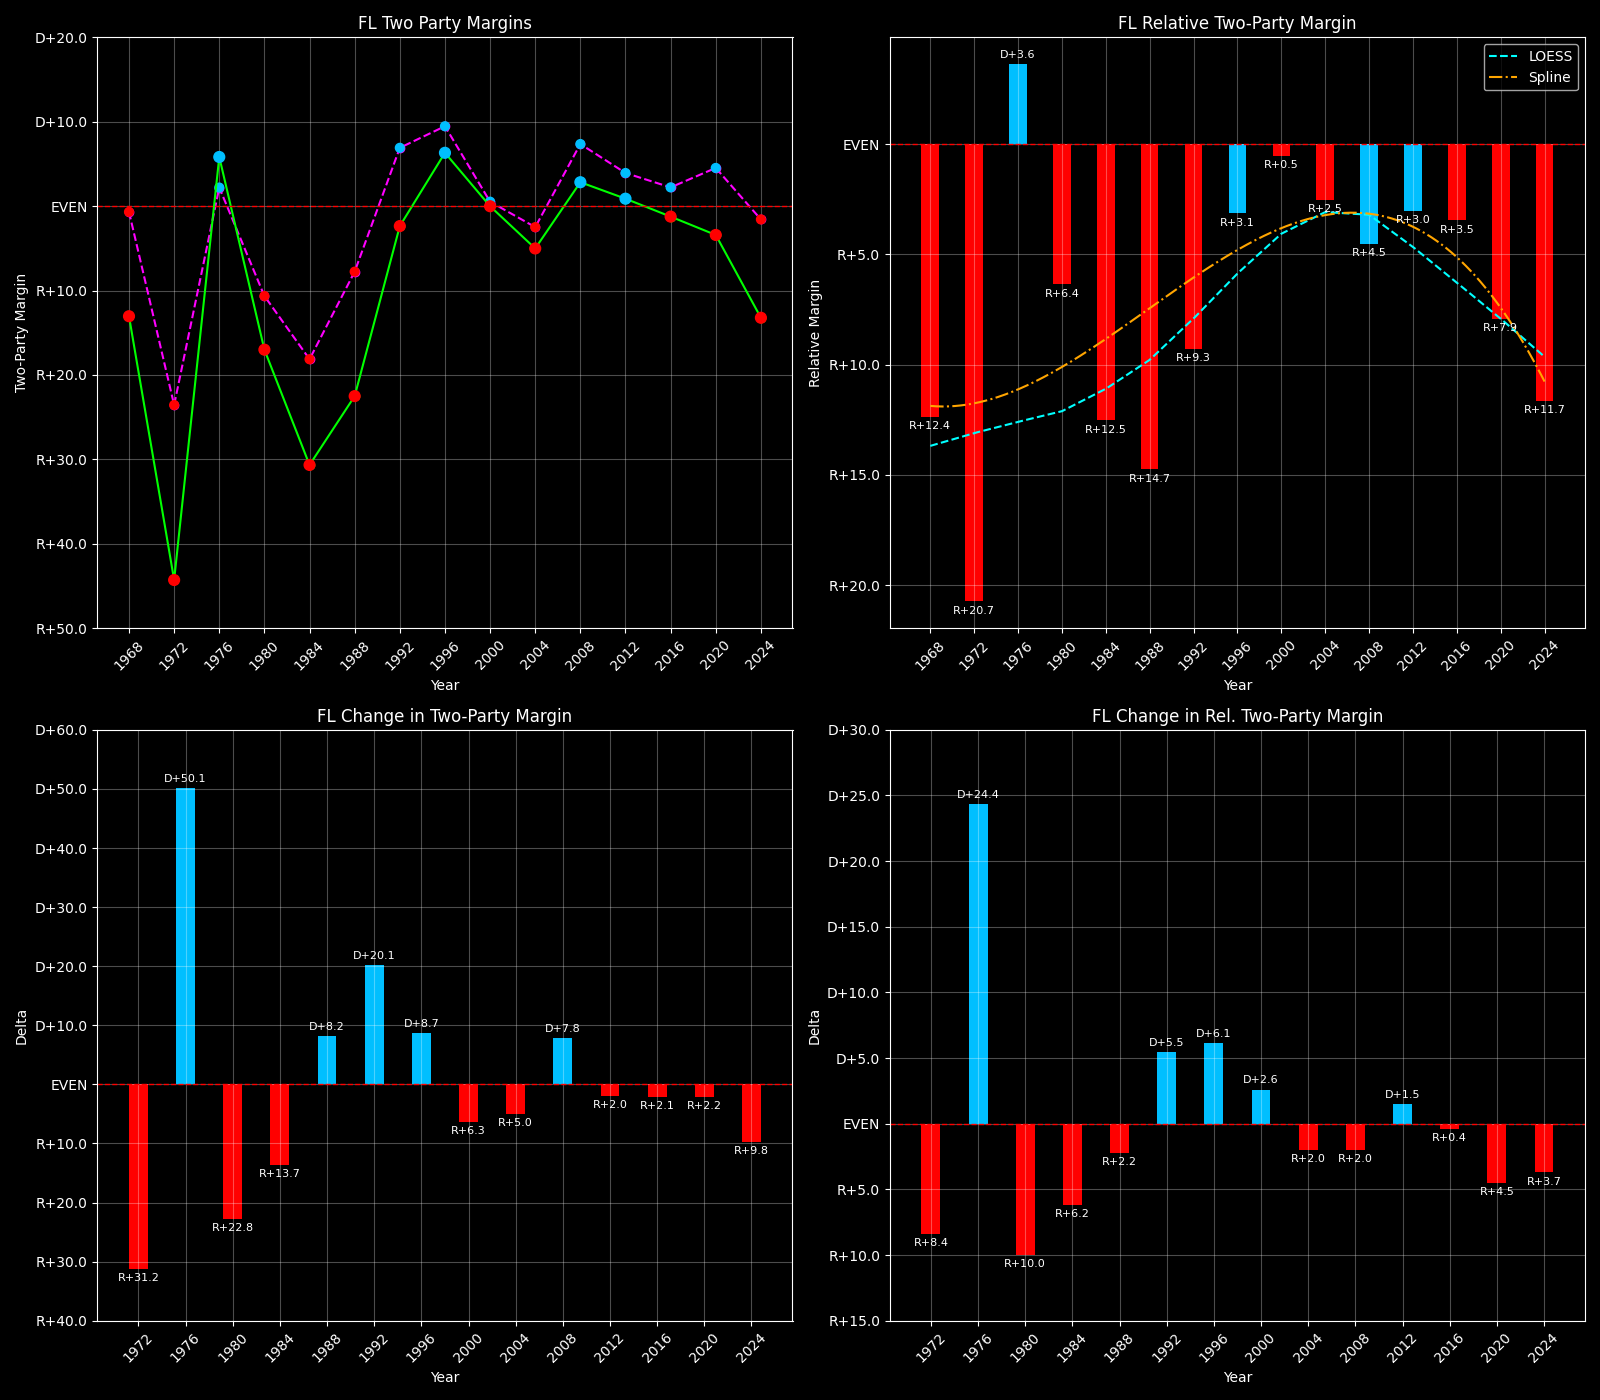 FL Two Party Margins
D+20.0
D+10.0
EVEN
R+10.0
R+20.0
R+30.0
R+40.0
R+50.0
Two-Party Margin
1968
1972
1976
1980
1984
1988
1992
1996
2000
2004
2008
2012
2016
2020
2024
Year
FL Relative Two-Party Margin
LOESS
Spline
EVEN
R+5.0
R+10.0
R+15.0
R+20.0
Relative Margin
R+12.4
R+20.7
D+3.6
R+6.4
R+12.5
R+14.7
R+9.3
R+3.1
R+0.5
R+2.5
R+4.5
R+3.0
R+3.5
R+7.9
R+11.7
1968
1972
1976
1980
1984
1988
1992
1996
2000
2004
2008
2012
2016
2020
2024
Year
FL Change in Two-Party Margin
D+60.0
D+50.0
D+40.0
D+30.0
D+20.0
D+10.0
EVEN
R+10.0
R+20.0
R+30.0
R+40.0
Delta
R+31.2
D+50.1
R+22.8
R+13.7
D+8.2
D+20.1
D+8.7
R+6.3
R+5.0
D+7.8
R+2.0
R+2.1
R+2.2
R+9.8
1972
1976
1980
1984
1988
1992
1996
2000
2004
2008
2012
2016
2020
2024
Year
FL Change in Rel. Two-Party Margin
D+30.0
D+25.0
D+20.0
D+15.0
D+10.0
D+5.0
EVEN
R+5.0
R+10.0
R+15.0
Delta
R+8.4
D+24.4
R+10.0
R+6.2
R+2.2
D+5.5
D+6.1
D+2.6
R+2.0
R+2.0
D+1.5
R+0.4
R+4.5
R+3.7
1972
1976
1980
1984
1988
1992
1996
2000
2004
2008
2012
2016
2020
2024
Year